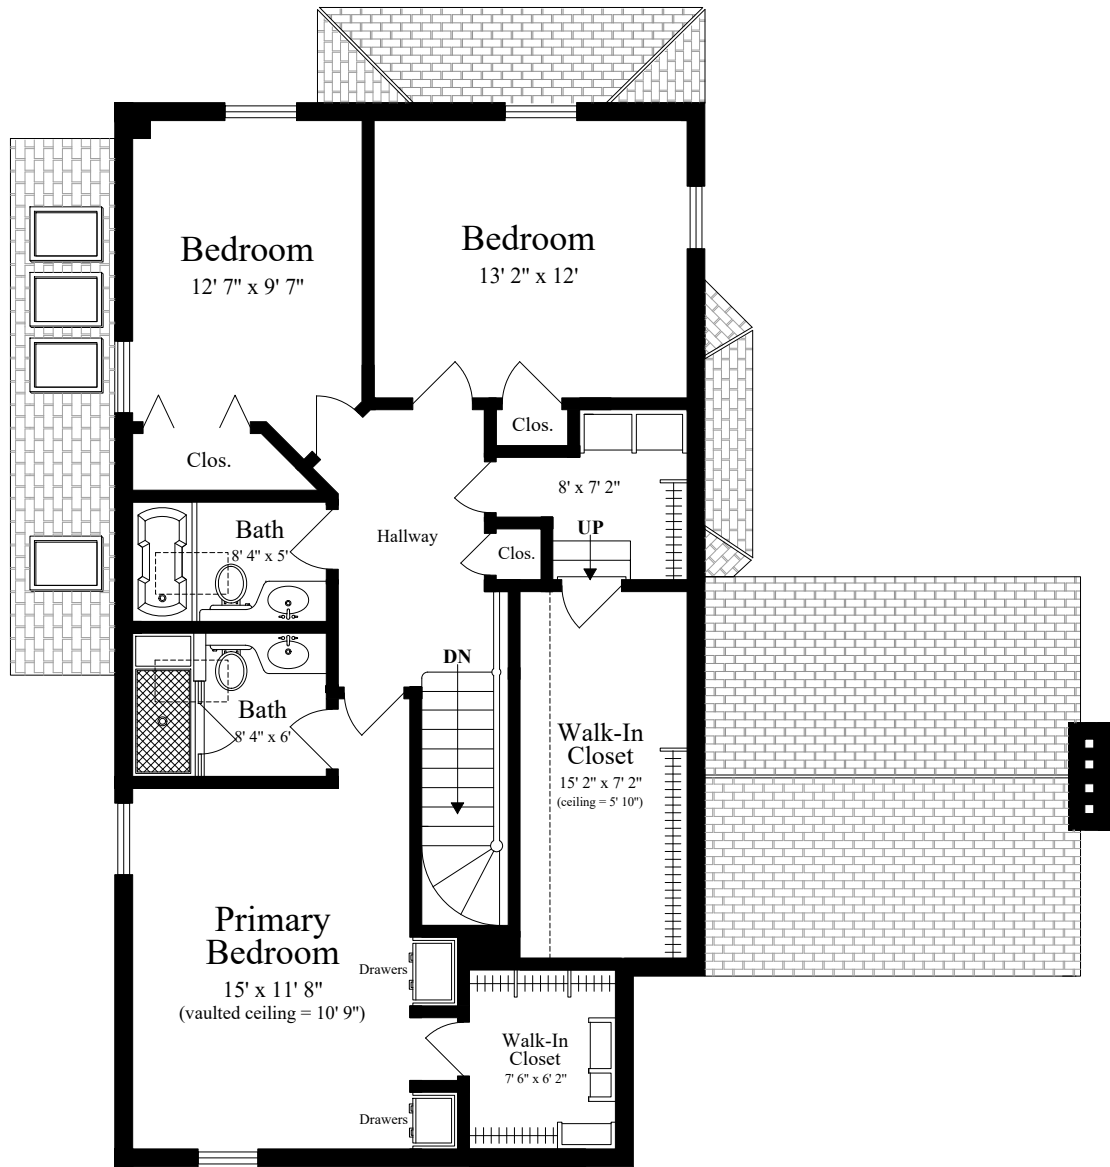 Bedroom
12' 7" x 9' 7"
Bedroom
13' 2" x 12'
Clos.
Clos.
8' x 7' 2"
UP
Clos.
Hallway
Bath
8' 4" x 5'
DN
Bath
8' 4" x 6'
Walk-In
Closet
15' 2" x 7' 2"
(ceiling = 5' 10")
Primary
Bedroom
15' x 11' 8"
(vaulted ceiling = 10' 9")
Drawers
Walk-In
Closet
7' 6" x 6' 2"
Drawers